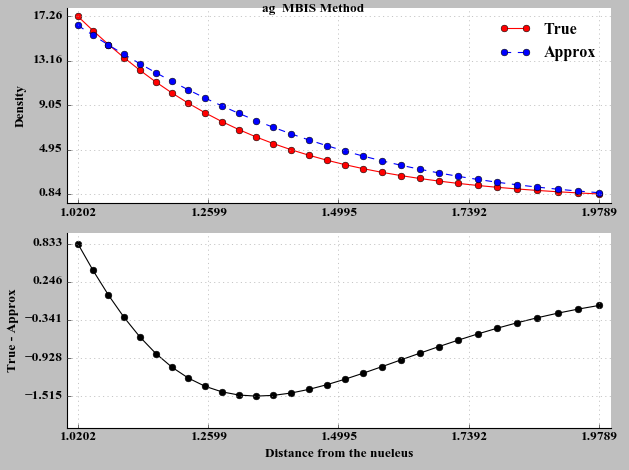 ag MBIS Method
17.26
13.16
9.05
4.95
0.84
Density
True
Approx
1.0202 1.2599 1.4995 1.7392 1.9789
0.833
0.246
−0.341
−0.928
−1.515
True - Approx
1.0202 1.2599 1.4995 1.7392 1.9789
Distance from the nucleus